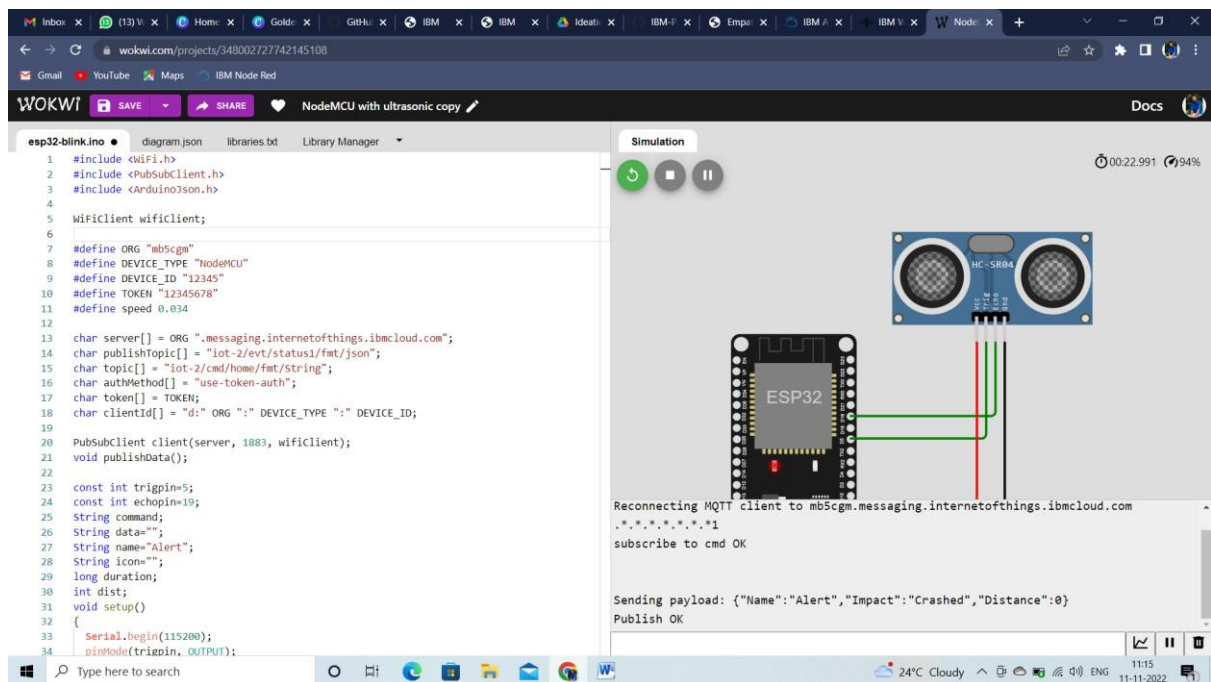 Inbox
(13) W
Home
Golde
GitHu
IBM
IBM
Ideati
IBM-P
Empat
IBM A
IBM W
Node
wokwi.com/projects/348002727742145108
Gmail YouTube Maps IBM Node Red
WOKWi SAVE SHARE NodeMCU with ultrasonic copy Docs
esp32-blink.ino diagram.json libraries.txt Library Manager
1 #include <WiFi.h>
2 #include <PubSubClient.h>
3 #include <ArduinoJson.h>
4
5 WiFiClient wifiClient;
6
7 #define ORG "mb5cgm"
8 #define DEVICE_TYPE "NodeMCU"
9 #define DEVICE_ID "12345"
10 #define TOKEN "12345678"
11 #define speed 0.034
12
13 char server[] = ORG ".messaging.internetofthings.ibmcloud.com";
14 char publishTopic[] = "iot-2/evt/status1/fmt/json";
15 char topic[] = "iot-2/cmd/home/fmt/String";
16 char authMethod[] = "use-token-auth";
17 char token[] = TOKEN;
18 char clientId[] = "d:" ORG ":" DEVICE_TYPE ":" DEVICE_ID;
19
20 PubSubClient client(server, 1883, wifiClient);
21 void publishData();
22
23 const int trigpin=5;
24 const int echopin=19;
25 String command;
26 String data="";
27 String name="Alert";
28 String icon="";
29 long duration;
30 int dist;
31 void setup()
32 {
33 Serial.begin(115200);
34 pinMode(trigpin, OUTPUT);
Simulation
00:22.991 94%
HC-SR04
Vcc
Trig
Echo
Gnd
ESP32
Reconnecting MQTT client to mb5cgm.messaging.internetofthings.ibmcloud.com
.*.*.*.*.*.*.*1
subscribe to cmd OK
Sending payload: {"Name":"Alert","Impact":"Crashed","Distance":0}
Publish OK
Type here to search
24°C Cloudy
ENG
11:15
11-11-2022